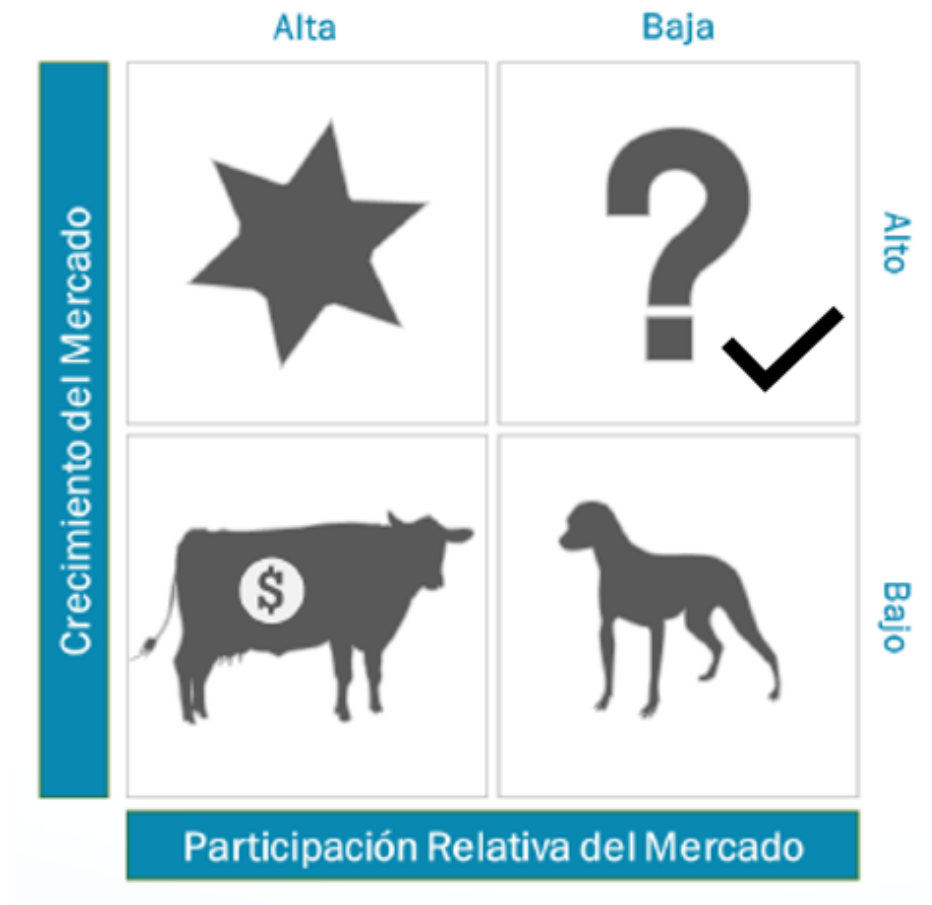 Alta
Baja
Crecimiento del Mercado
?
Alto
$
Bajo
Participación Relativa del Mercado